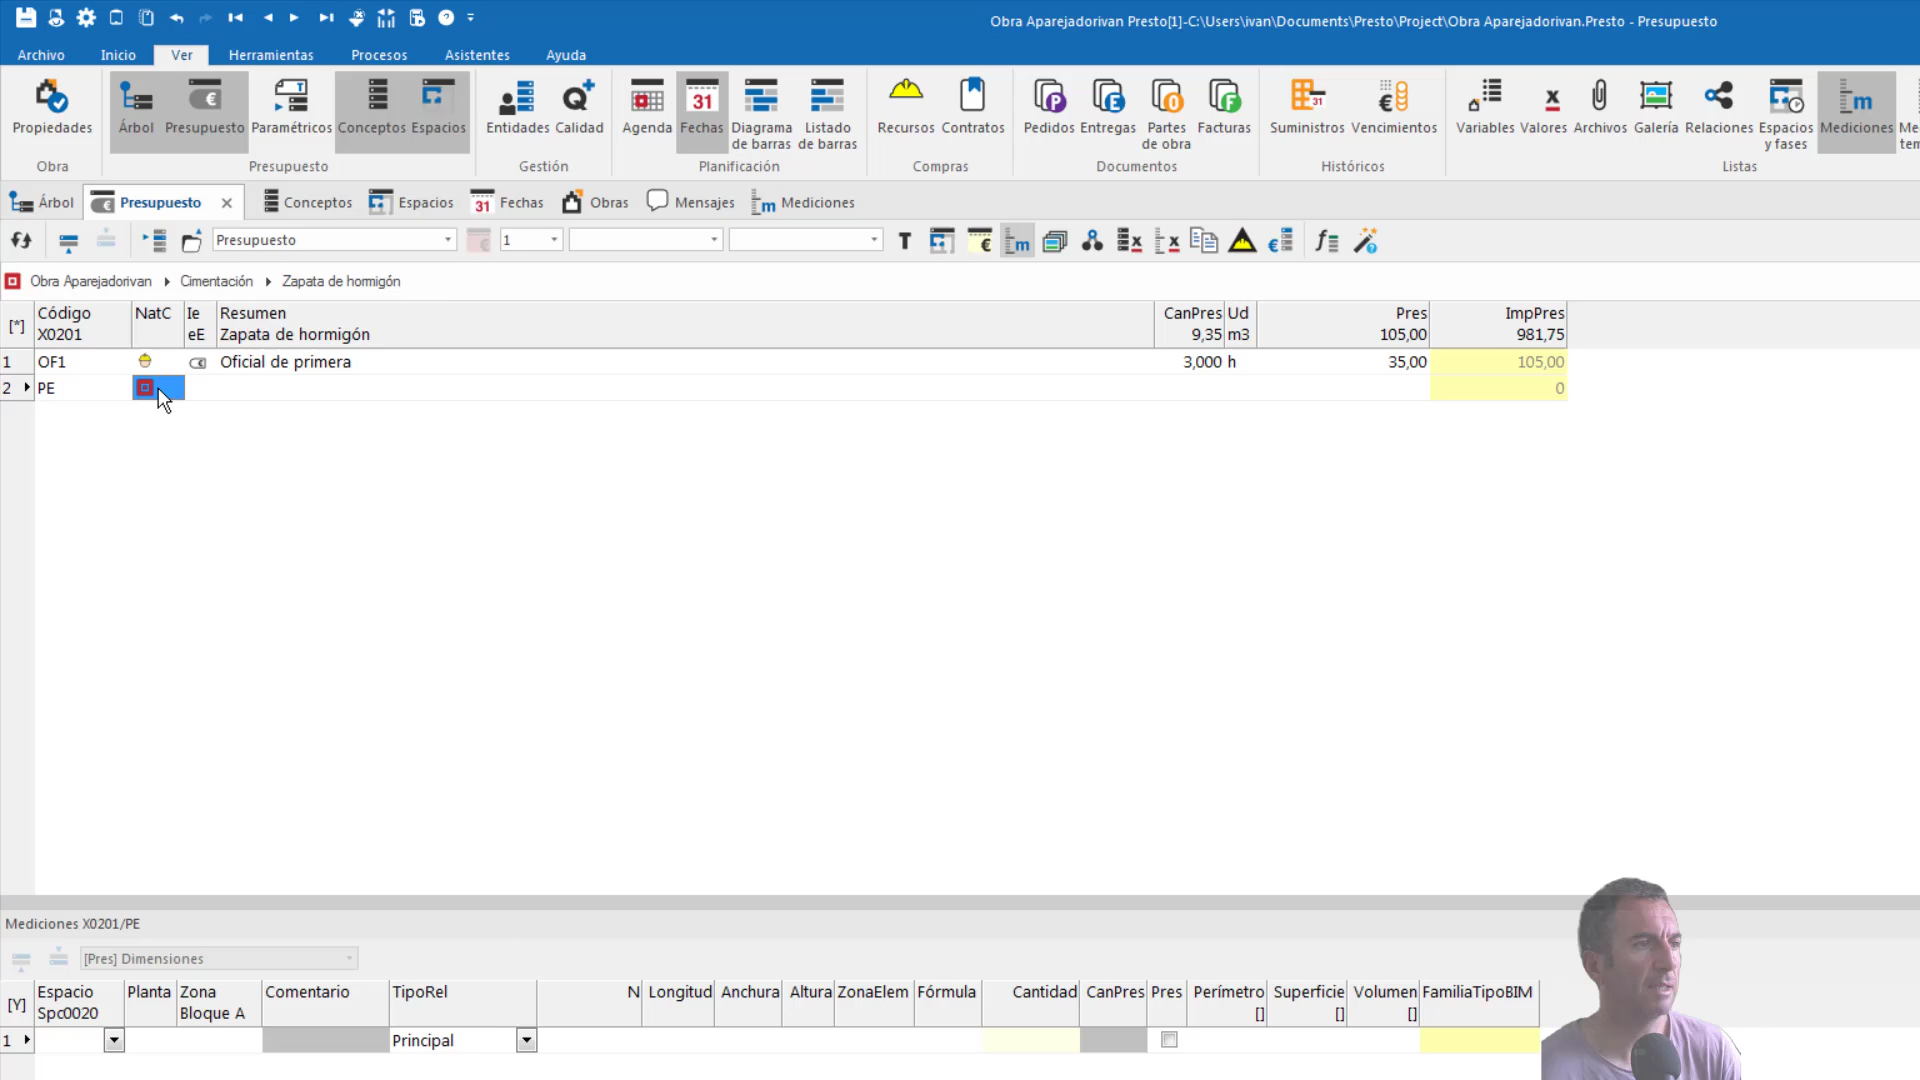 Obra Aparejadorivan Presto[1]-C:\Users\ivan\Documents\Presto\Project\Obra Aparejadorivan.Presto - Presupuesto
Archivo Inicio Ver Herramientas Procesos Asistentes Ayuda
T 31 31 € P E O F x m
Propiedades Árbol Presupuesto Paramétricos Conceptos Espacios Entidades Calidad Agenda Fechas Diagrama de barras Listado de barras Recursos Contratos Pedidos Entregas Partes de obra Facturas Suministros Vencimientos Variables Valores Archivos Galería Relaciones Espacios y fases Mediciones
Obra Presupuesto Gestión Planificación Compras Documentos Históricos Listas
Árbol Presupuesto Conceptos Espacios 31 Fechas Obras Mensajes Mediciones
Presupuesto 1
Obra Aparejadorivan Cimentación Zapata de hormigón
[*] Código NatC Ie Resumen CanPres Ud Pres ImpPres
X0201 eE Zapata de hormigón 9,35 m3 105,00 981,75
1 OF1 Oficial de primera 3,000 h 35,00 105,00
2 PE 0
Mediciones X0201/PE
[Pres] Dimensiones
[Y] Espacio Planta Zona Comentario TipoRel N Longitud Anchura Altura ZonaElem Fórmula Cantidad CanPres Pres Perímetro Superficie Volumen FamiliaTipoBIM
Spc0020 Bloque A [] [] []
1 Principal